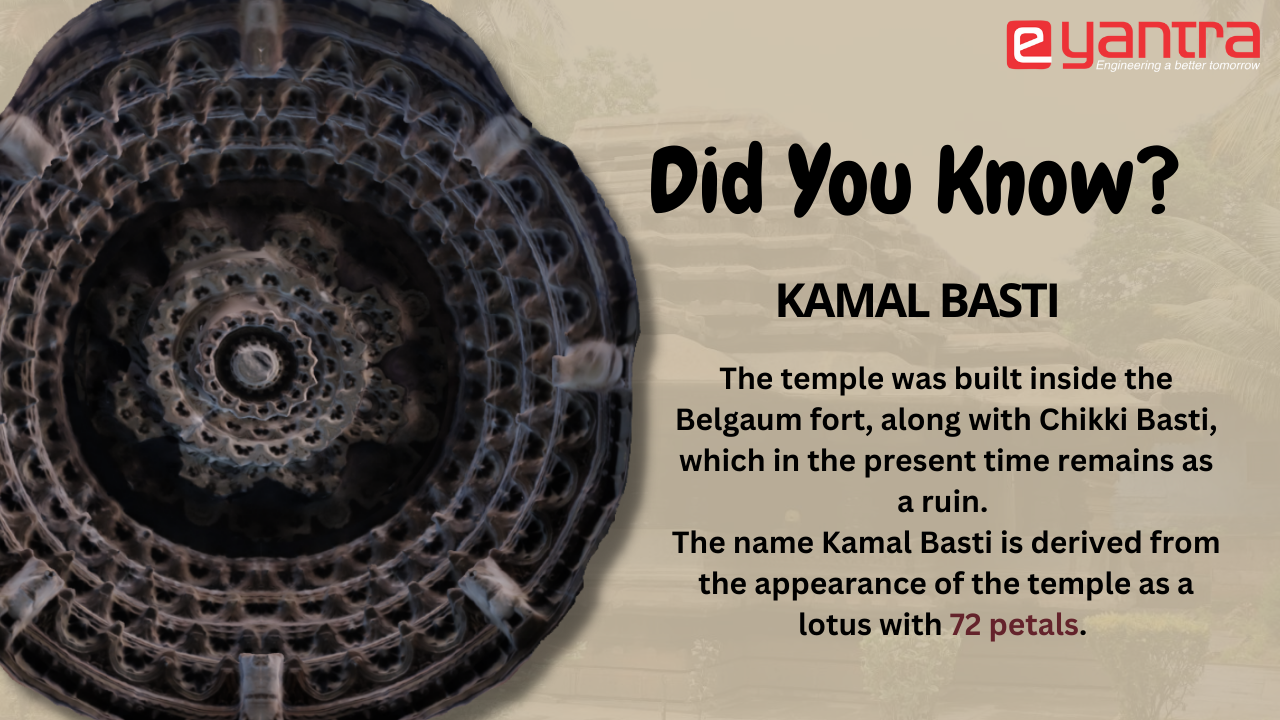 eyantra
Engineering a better tomorrow
Did You Know?
KAMAL BASTI
The temple was built inside the
Belgaum fort, along with Chikki Basti,
which in the present time remains as
a ruin.
The name Kamal Basti is derived from
the appearance of the temple as a
lotus with 72 petals.